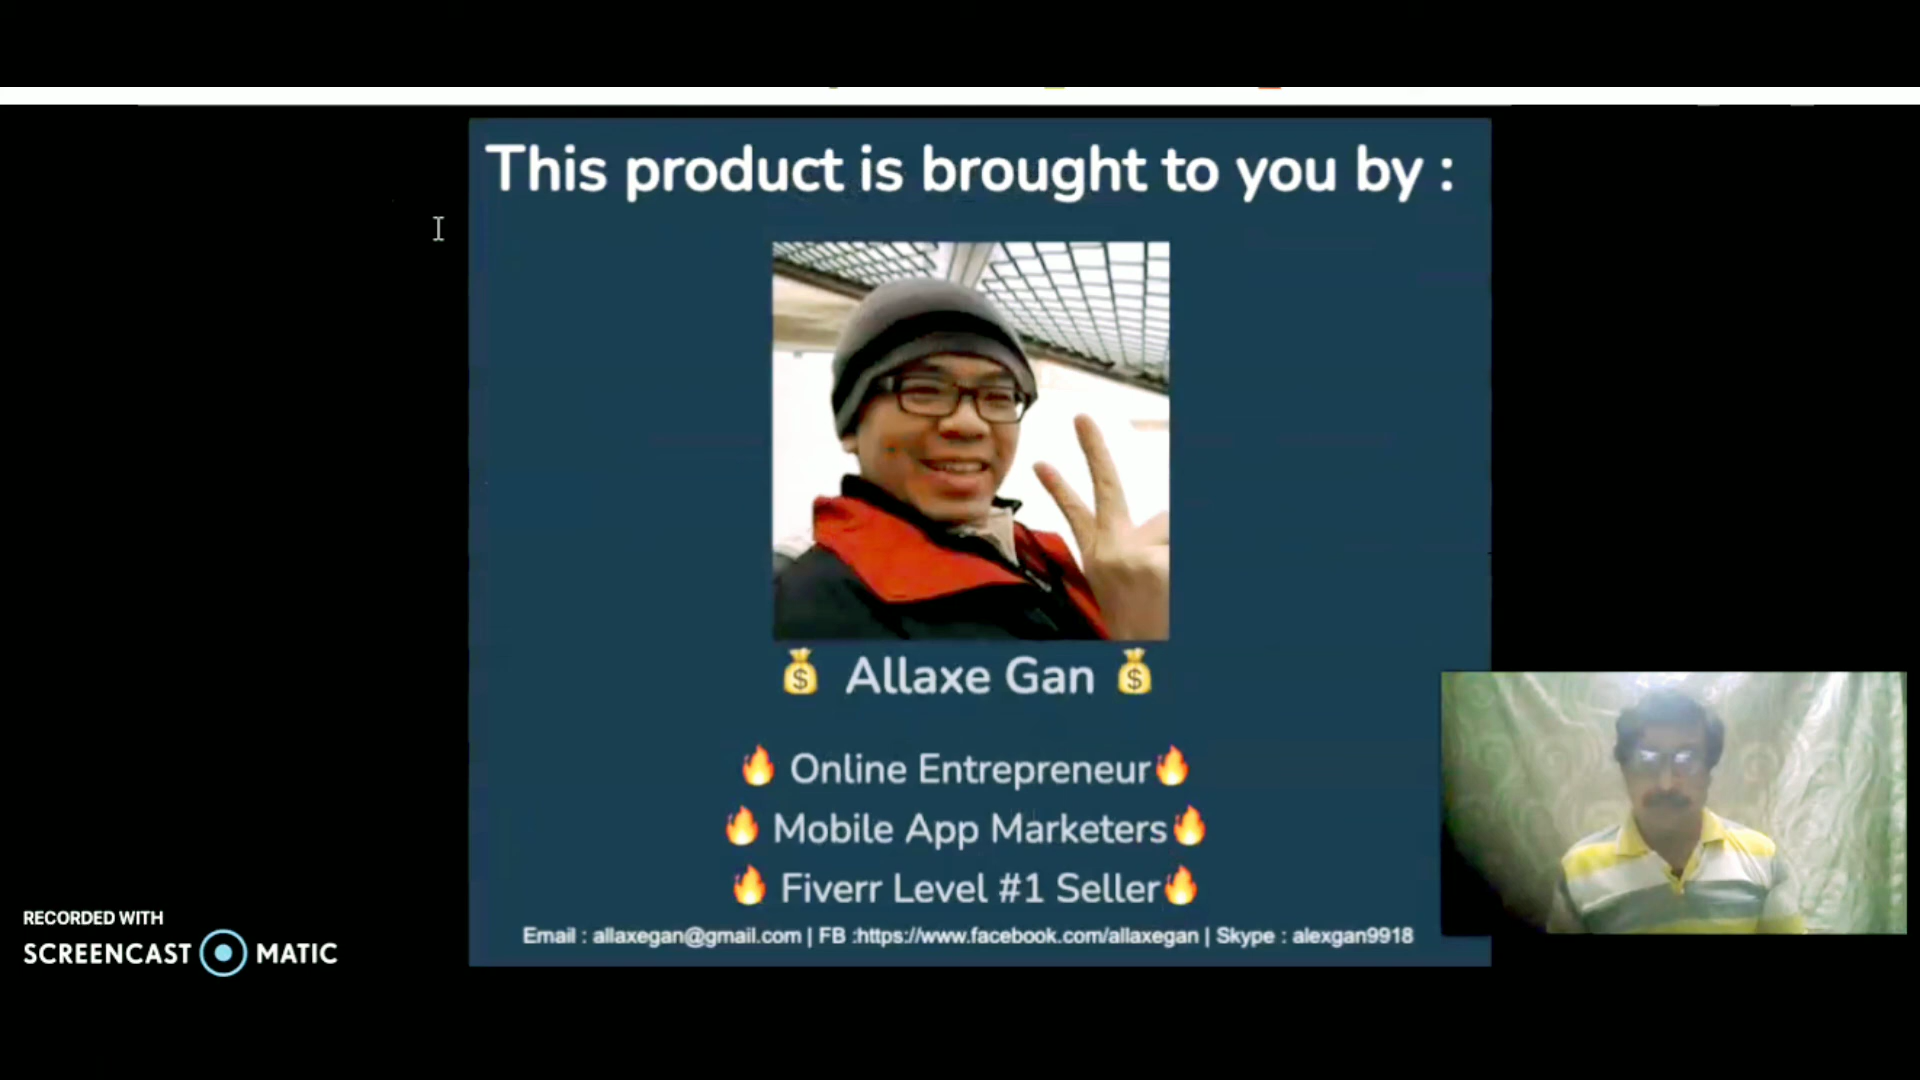 This product is brought to you by :
Allaxe Gan
Online Entrepreneur
Mobile App Marketers
Fiverr Level #1 Seller
Email : allaxegan@gmail.com | FB :https://www.facebook.com/allaxegan | Skype : alexgan9918
RECORDED WITH
SCREENCAST MATIC